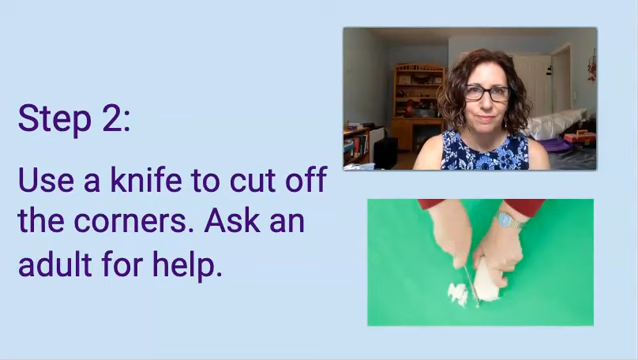 Step 2:
Use a knife to cut off
the corners. Ask an
adult for help.